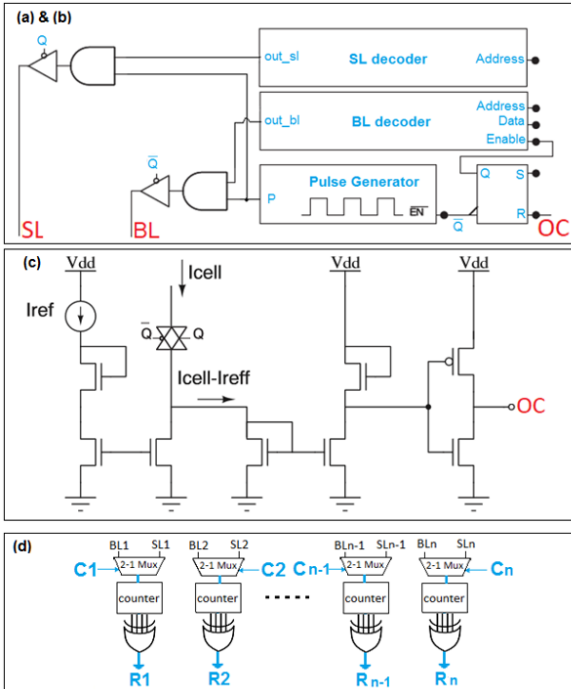 (a) & (b)
Q
out_sl
SL decoder
Address
out_bl
BL decoder
Address
Data
Enable
Q̅
P
Pulse Generator
E̅N̅
Q̅
Q
S
R
SL
BL
OC
(c)
Vdd
Icell
Vdd
Vdd
Iref
Q̅
Q
Icell-Ireff
OC
(d)
BL1 SL1 BL2 SL2 BLn-1 SLn-1 BLn SLn
C1 2-1 Mux 2-1 Mux C2 Cn-1 2-1 Mux 2-1 Mux Cn
counter counter ..... counter counter
R1 R2 Rn-1 Rn